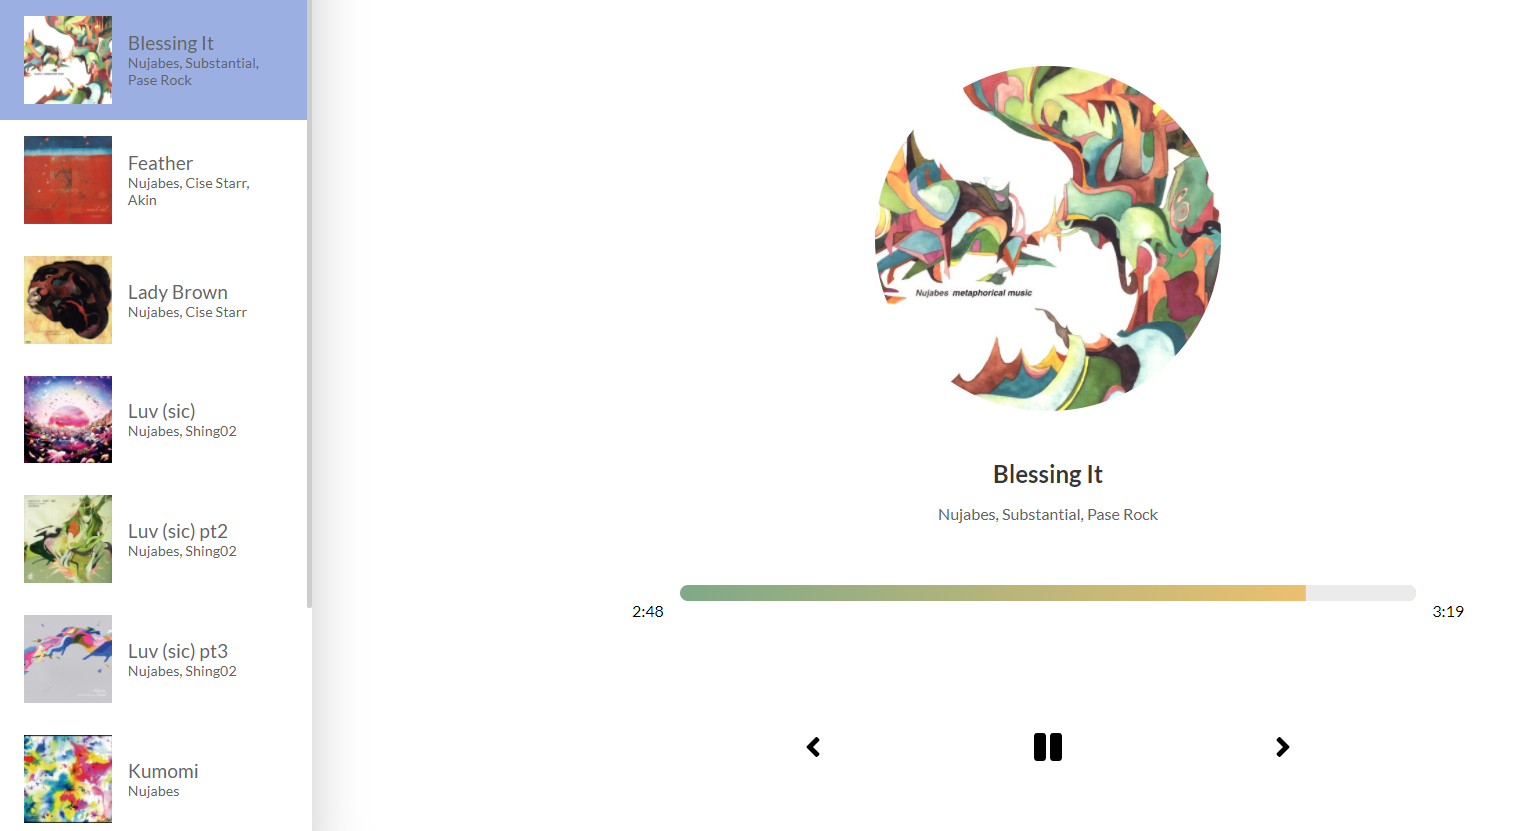 Blessing It
Nujabes, Substantial,
Pase Rock
Feather
Nujabes, Cise Starr,
Akin
Lady Brown
Nujabes, Cise Starr
Luv (sic)
Nujabes, Shing02
Luv (sic) pt2
Nujabes, Shing02
Luv (sic) pt3
Nujabes, Shing02
Kumomi
Nujabes
Nujabes metaphorical music
Blessing It
Nujabes, Substantial, Pase Rock
2:48
3:19